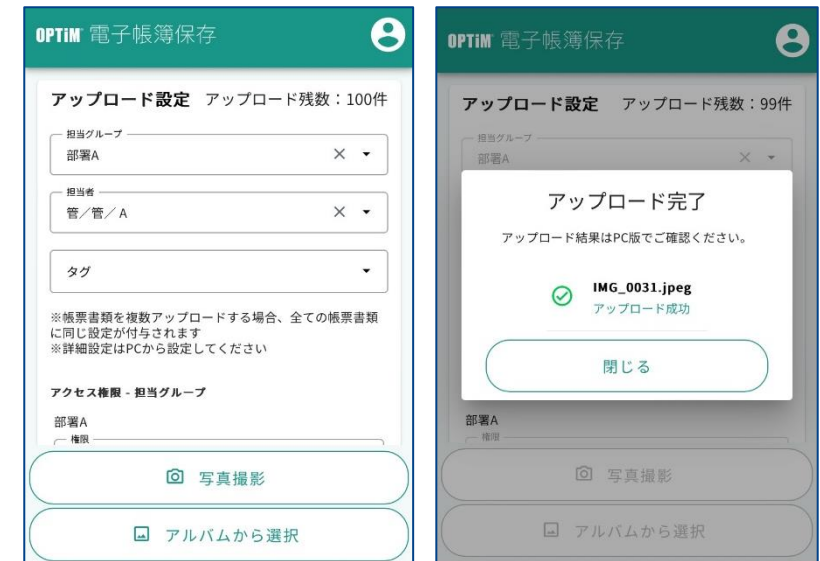 OPTiM 電子帳簿保存
アップロード設定 アップロード残数：100件
担当グループ
部署A
担当者
管／管／A
タグ
※帳票書類を複数アップロードする場合、全ての帳票書類
に同じ設定が付与されます
※詳細設定はPCから設定してください
アクセス権限 - 担当グループ
部署A
権限
写真撮影
アルバムから選択
OPTiM 電子帳簿保存
アップロード設定 アップロード残数：99件
担当グループ
部署A
アップロード完了
アップロード結果はPC版でご確認ください。
IMG_0031.jpeg
アップロード成功
閉じる
部署A
権限
写真撮影
アルバムから選択